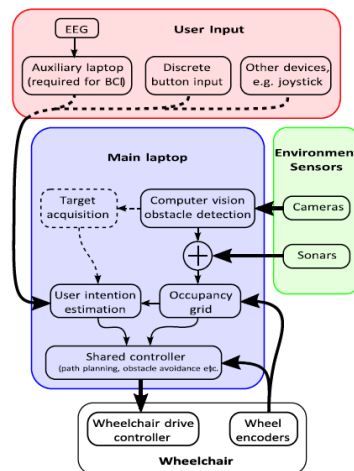 User Input
EEG
Auxiliary laptop
(required for BCI)
Discrete
button input
Other devices,
e.g. joystick
Main laptop
Environment
Sensors
Target
acquisition
Computer vision
obstacle detection
Cameras
+
Sonars
User intention
estimation
Occupancy
grid
Shared controller
(path planning, obstacle avoidance etc.)
Wheelchair drive
controller
Wheel
encoders
Wheelchair